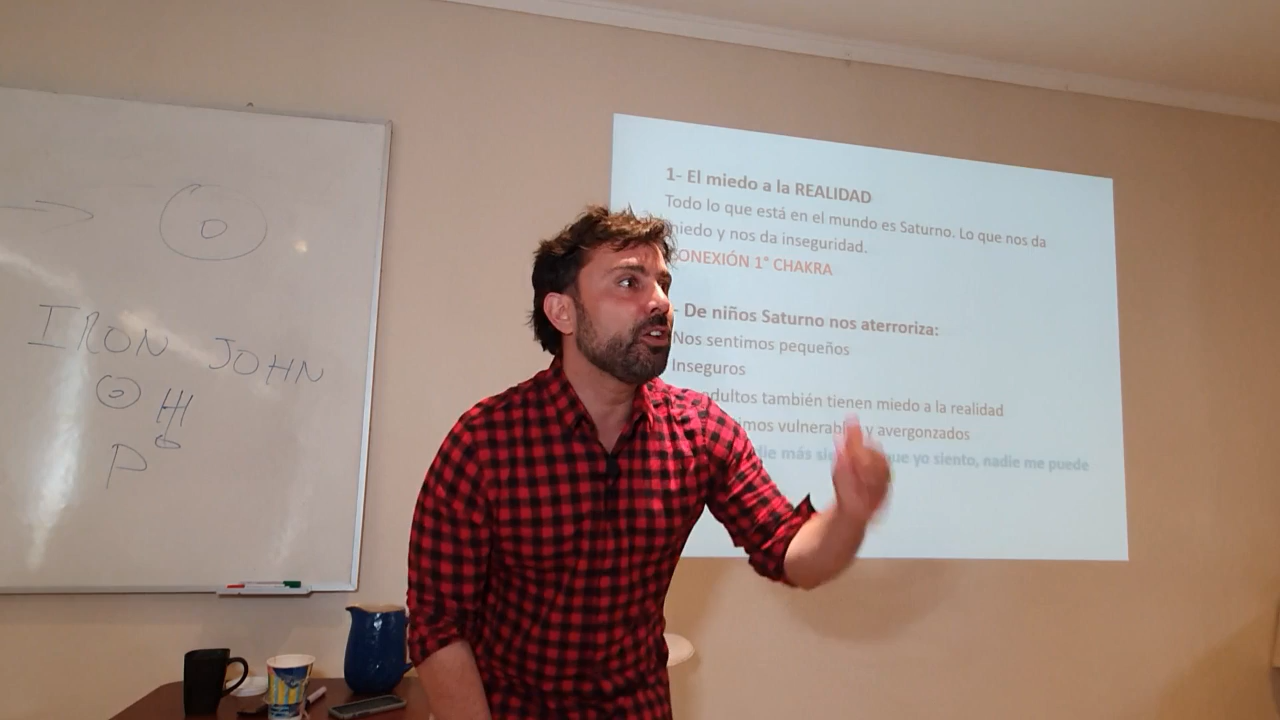 IRON JOHN
P
1- El miedo a la REALIDAD
Todo lo que está en el mundo es Saturno. Lo que nos da
miedo y nos da inseguridad.
CONEXIÓN 1° CHAKRA
- De niños Saturno nos aterroriza:
Nos sentimos pequeños
Inseguros
adultos también tienen miedo a la realidad
y avergonzados
más que yo siento, nadie me puede